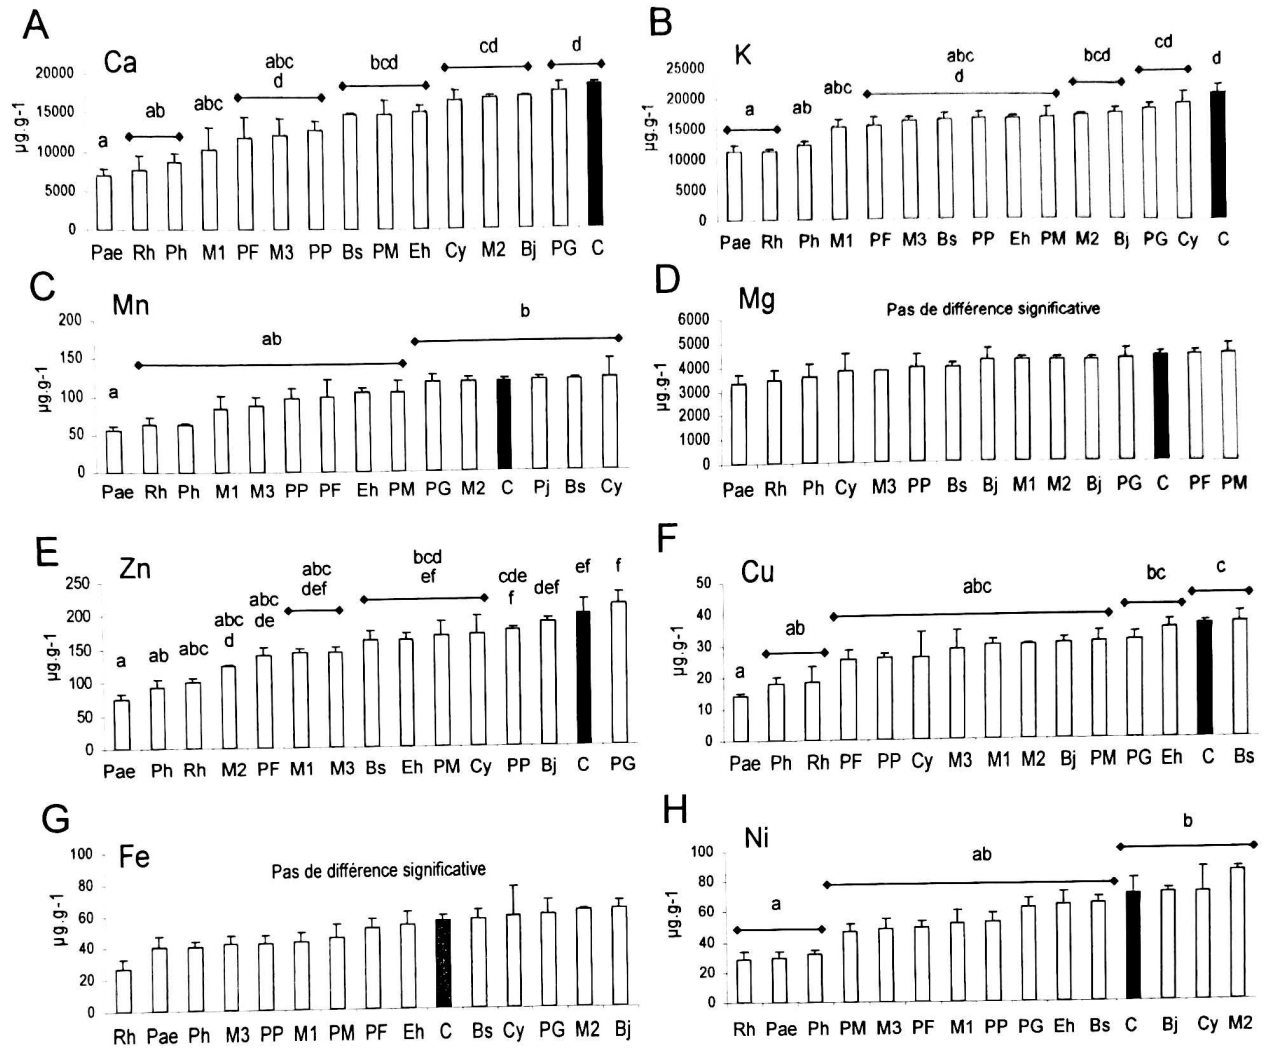 A
Ca
µg.g-1
20000
15000
10000
5000
0
a
ab
abc
abc
d
bcd
cd
d
Pae Rh Ph M1 PF M3 PP Bs PM Eh Cy M2 Bj PG C
B
K
µg.g-1
25000
20000
15000
10000
5000
0
a
ab
abc
abc
d
bcd
cd
d
Pae Rh Ph M1 PF M3 Bs PP Eh PM M2 Bj PG Cy C
C
Mn
µg.g-1
200
150
100
50
0
a
ab
b
Pae Rh Ph M1 M3 PP PF Eh PM PG M2 C Pj Bs Cy
D
Mg
Pas de différence significative
µg.g-1
6000
5000
4000
3000
2000
1000
0
Pae Rh Ph Cy M3 PP Bs Bj M1 M2 Bj PG C PF PM
E
Zn
µg.g-1
250
200
150
100
50
0
a
ab
abc
abc
d
abc
de
abc
def
bcd
ef
cde
f
def
ef
f
Pae Ph Rh M2 PF M1 M3 Bs Eh PM Cy PP Bj C PG
F
Cu
µg.g-1
50
40
30
20
10
0
a
ab
abc
bc
c
Pae Ph Rh PF PP Cy M3 M1 M2 Bj PM PG Eh C Bs
G
Fe
Pas de différence significative
µg.g-1
100
80
60
40
20
0
Rh Pae Ph M3 PP M1 PM PF Eh C Bs Cy PG M2 Bj
H
Ni
µg.g-1
100
80
60
40
20
0
a
ab
b
Rh Pae Ph PM M3 PF M1 PP PG Eh Bs C Bj Cy M2